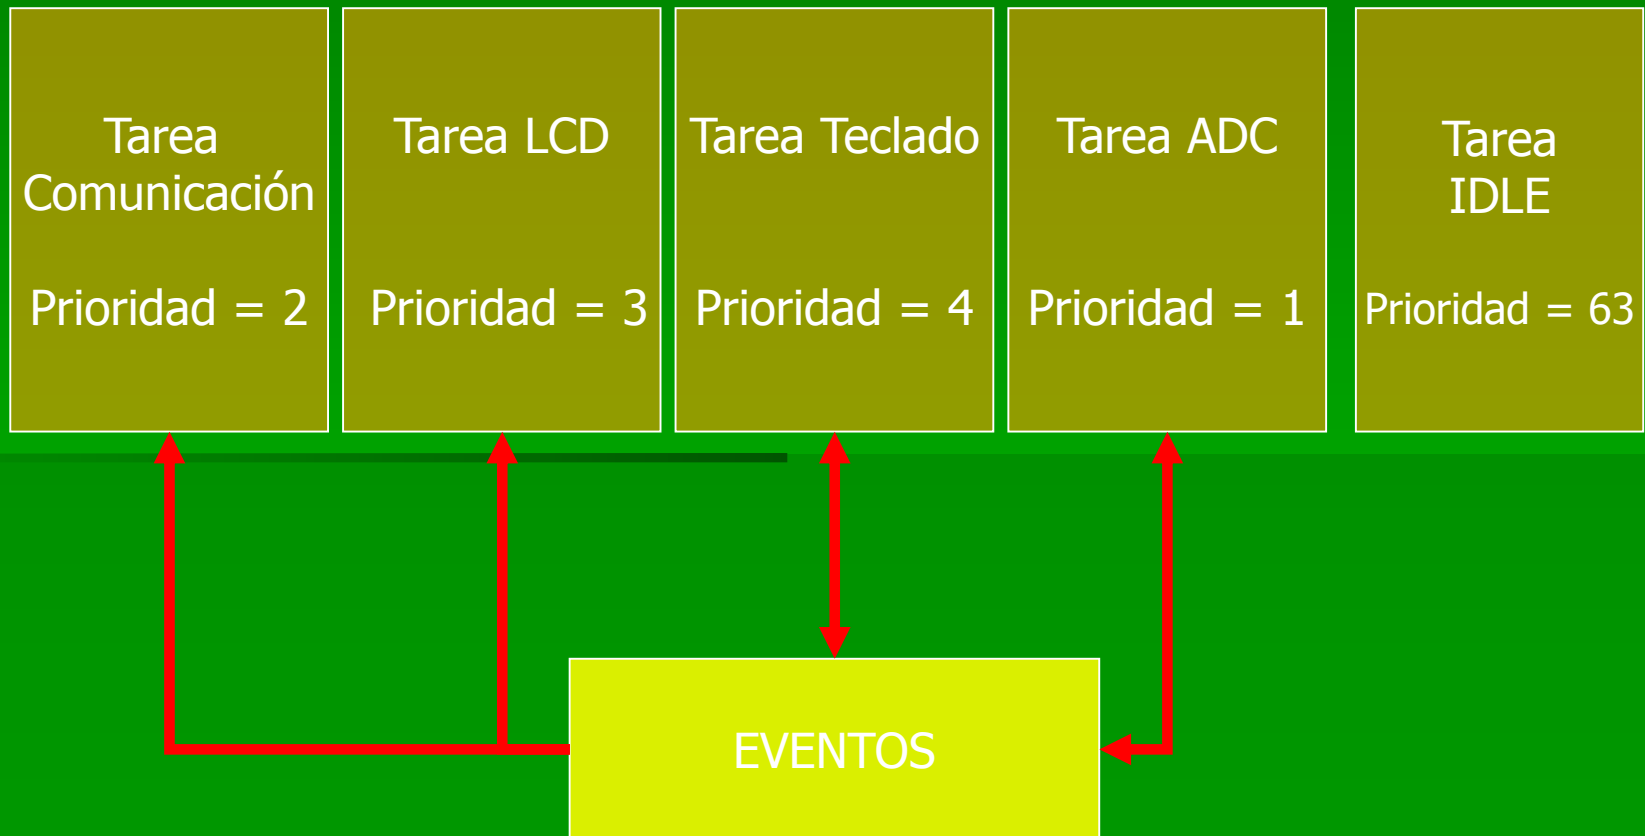 Tarea
Comunicación
Prioridad = 2
Tarea LCD
Prioridad = 3
Tarea Teclado
Prioridad = 4
Tarea ADC
Prioridad = 1
Tarea
IDLE
Prioridad = 63
EVENTOS